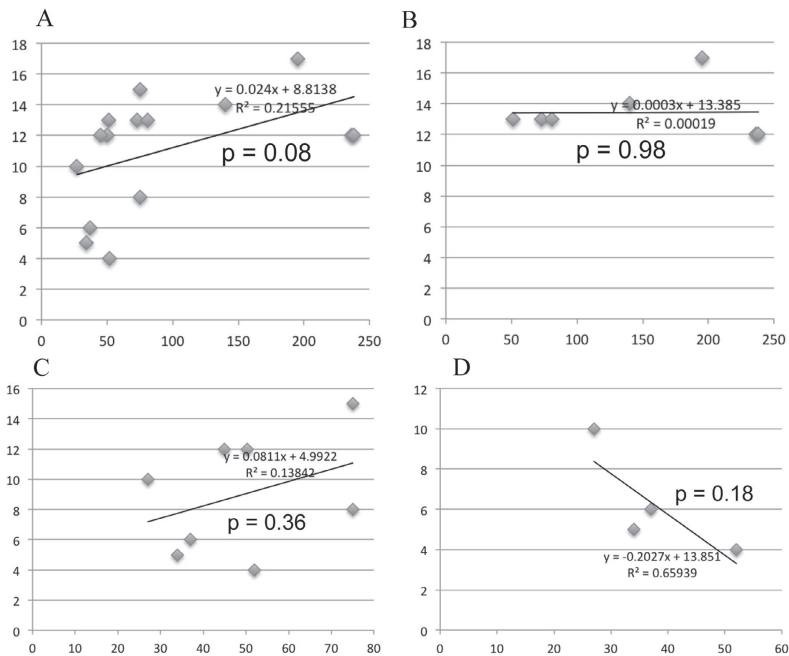 A
18
16
14
12
10
8
6
4
2
0
0 50 100 150 200 250
y = 0.024x + 8.8138
R² = 0.21555
p = 0.08
B
18
16
14
12
10
8
6
4
2
0
0 50 100 150 200 250
y = 0.0003x + 13.385
R² = 0.00019
p = 0.98
C
16
14
12
10
8
6
4
2
0
0 10 20 30 40 50 60 70 80
y = 0.0811x + 4.9922
R² = 0.13842
p = 0.36
D
12
10
8
6
4
2
0
0 10 20 30 40 50 60
p = 0.18
y = -0.2027x + 13.851
R² = 0.65939